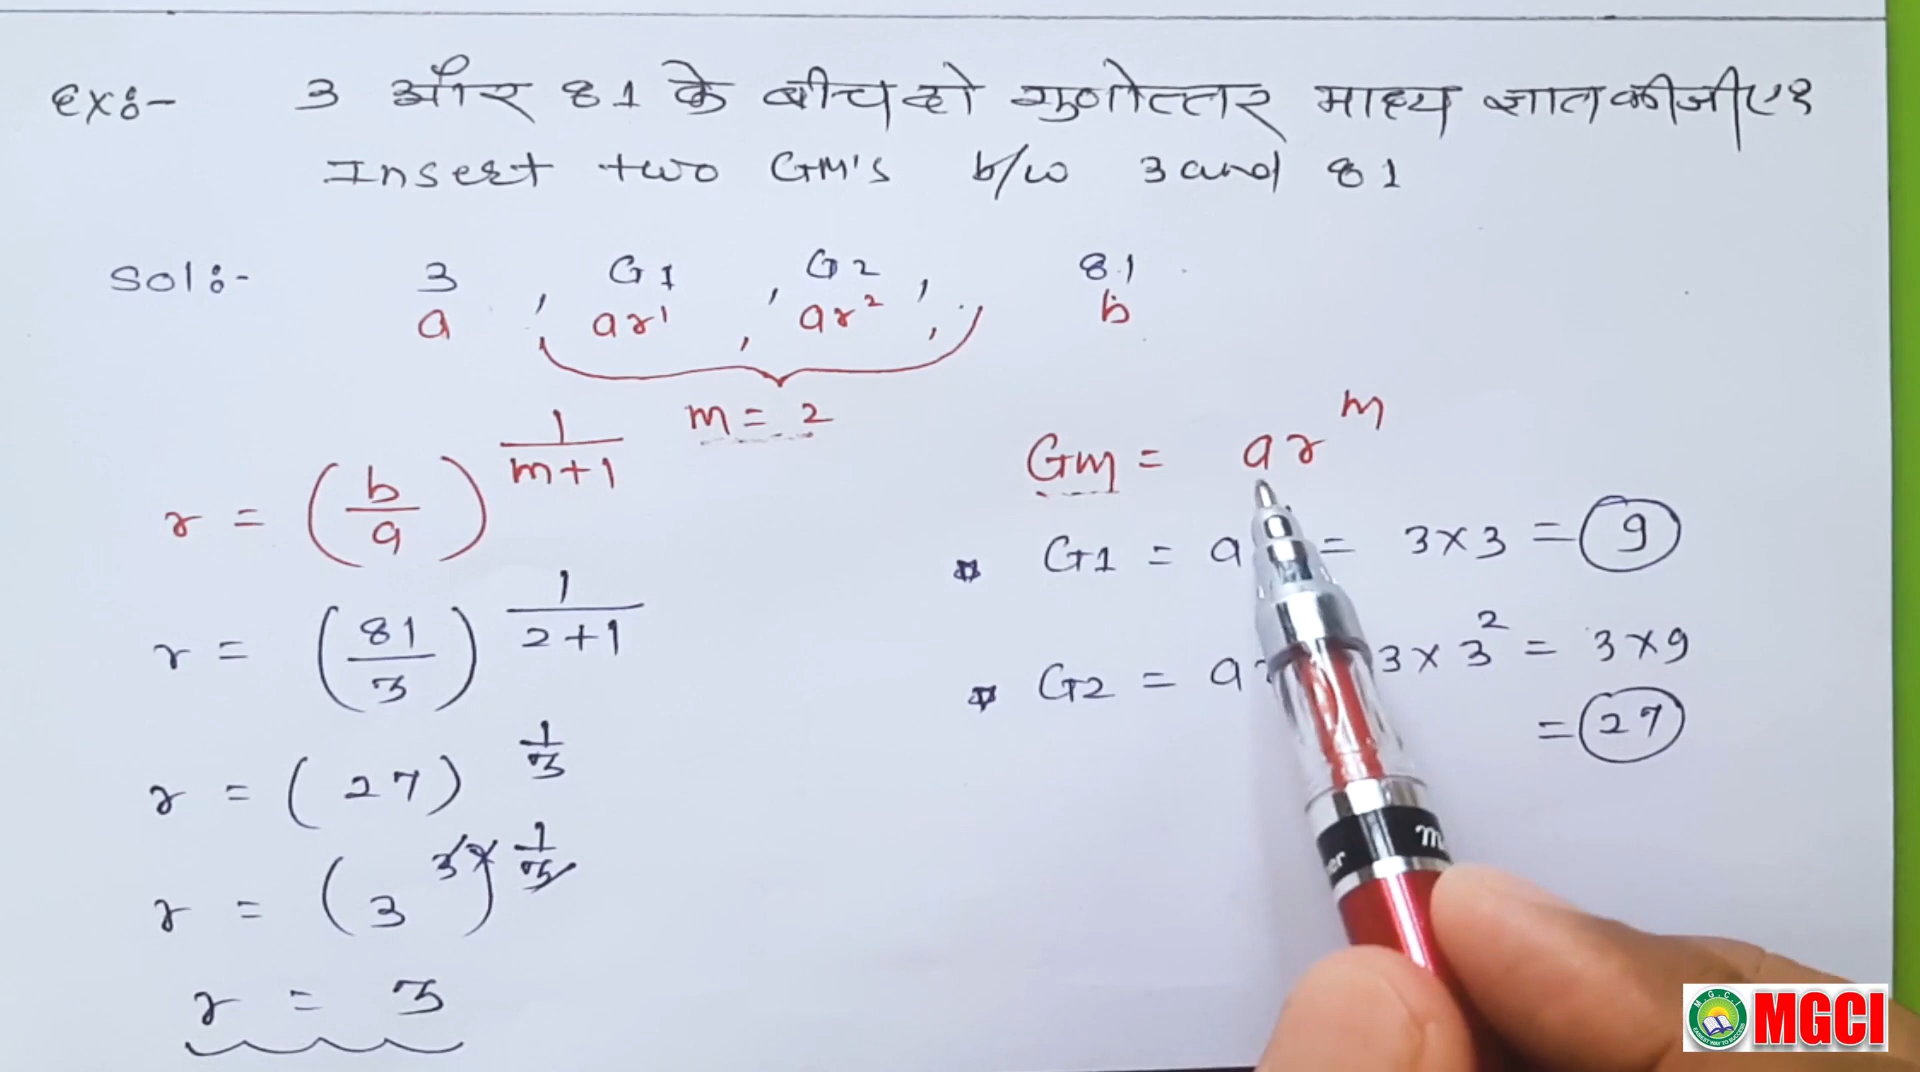 Ex:- 3 और 81 के बीच दो गुणोत्तर माध्य ज्ञात कीजीए?
Insert two GM's b/w 3 and 81
Sol:- 3 , G1 , G2 , 81
a , ar¹ , ar² , b
m = 2
r = (b/a)^(1/(m+1))
r = (81/3)^(1/(2+1))
r = (27)^(1/3)
r = (3^3)×^(1/3)
r = 3
Gm = ar^m
G1 = a = 3×3 = 9
G2 = a 3×3² = 3×9
= 27
MGCI